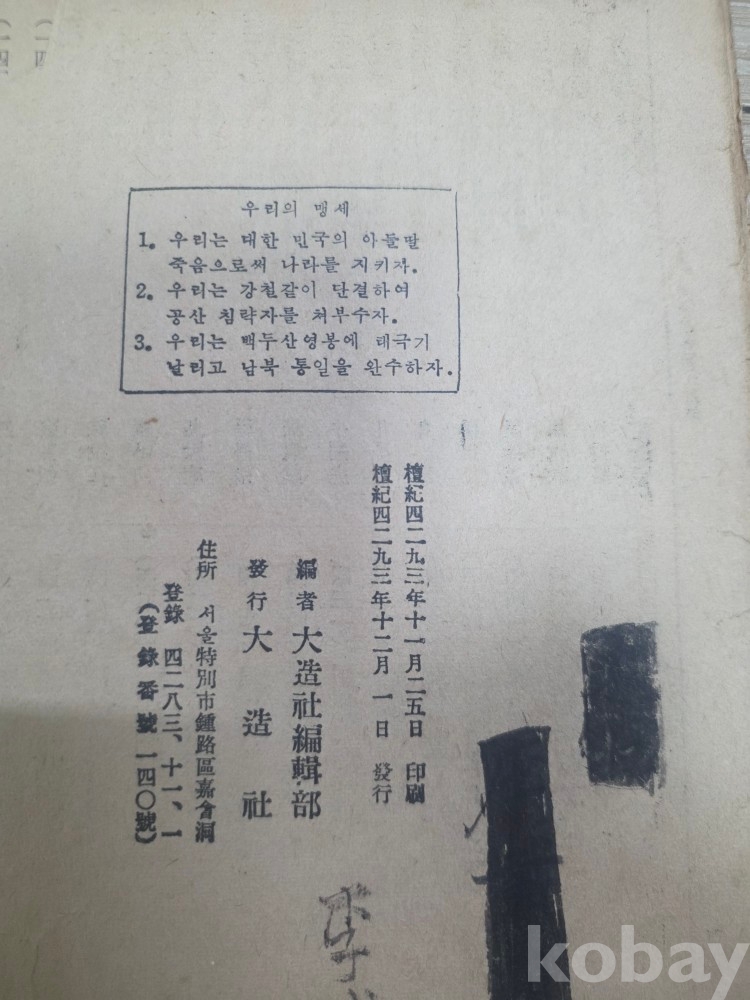 우리의 맹세
1. 우리는 대한 민국의 아들딸
죽음으로써 나라를 지키자.
2. 우리는 강철같이 단결하여
공산 침략자를 쳐부수자.
3. 우리는 백두산영봉에 태극기
날리고 남북 통일을 완수하자.
檀紀四二九三年十一月二五日 印刷
檀紀四二九三年十二月一日 發行
編者 大造社編輯部
發行 大造社
住所 서울特別市鍾路區嘉會洞
登錄 四二八三、十一、一
(登錄番號一四〇號)
李
kobay